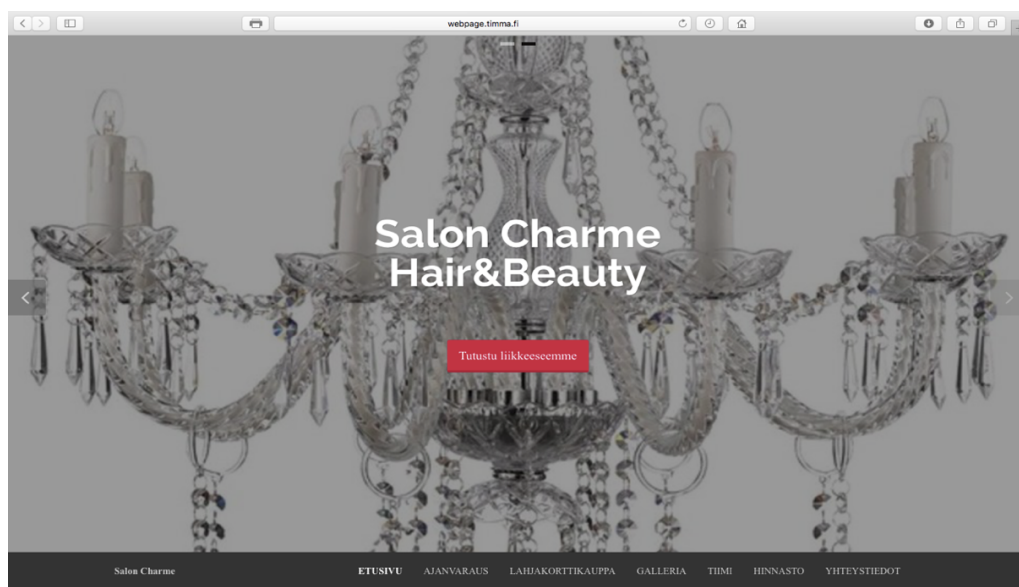 webpage.timma.fi
Salon Charme
Hair&Beauty
Tutustu liikkeeseemme
Salon Charme ETUSIVU AJANVARAUS LAHJAKORTTIKAUPPA GALLERIA TIIMI HINNASTO YHTEYSTIEDOT